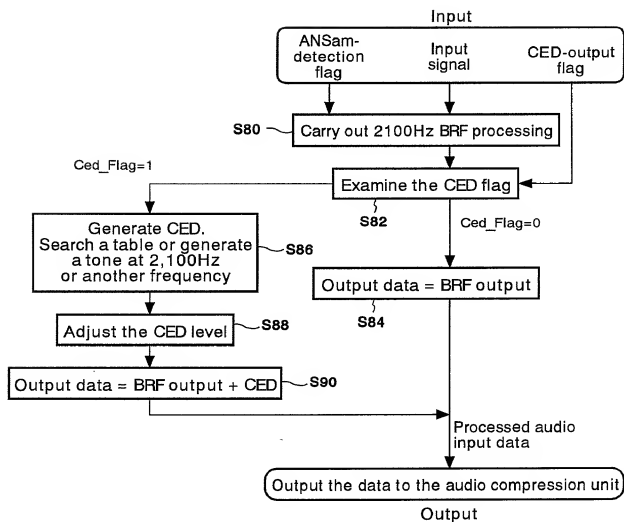 Input
ANSam-
detection
flag
Input
signal
CED-output
flag
S80
Carry out 2100Hz BRF processing
Ced_Flag=1
Examine the CED flag
S82
Ced_Flag=0
Generate CED.
Search a table or generate
a tone at 2,100Hz
or another frequency
S86
Output data = BRF output
S84
Adjust the CED level
S88
Output data = BRF output + CED
S90
Processed audio
input data
Output the data to the audio compression unit
Output